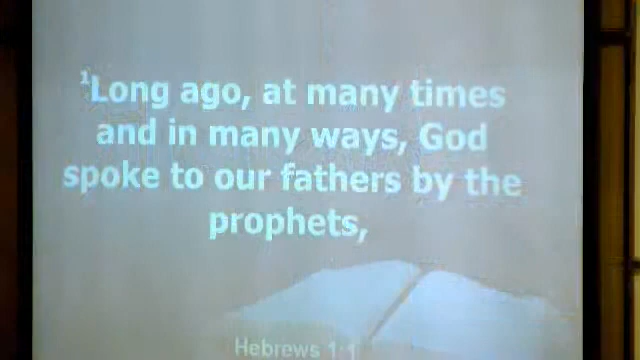 ¹Long ago, at many times
and in many ways, God
spoke to our fathers by the
prophets,
Hebrews 1:1